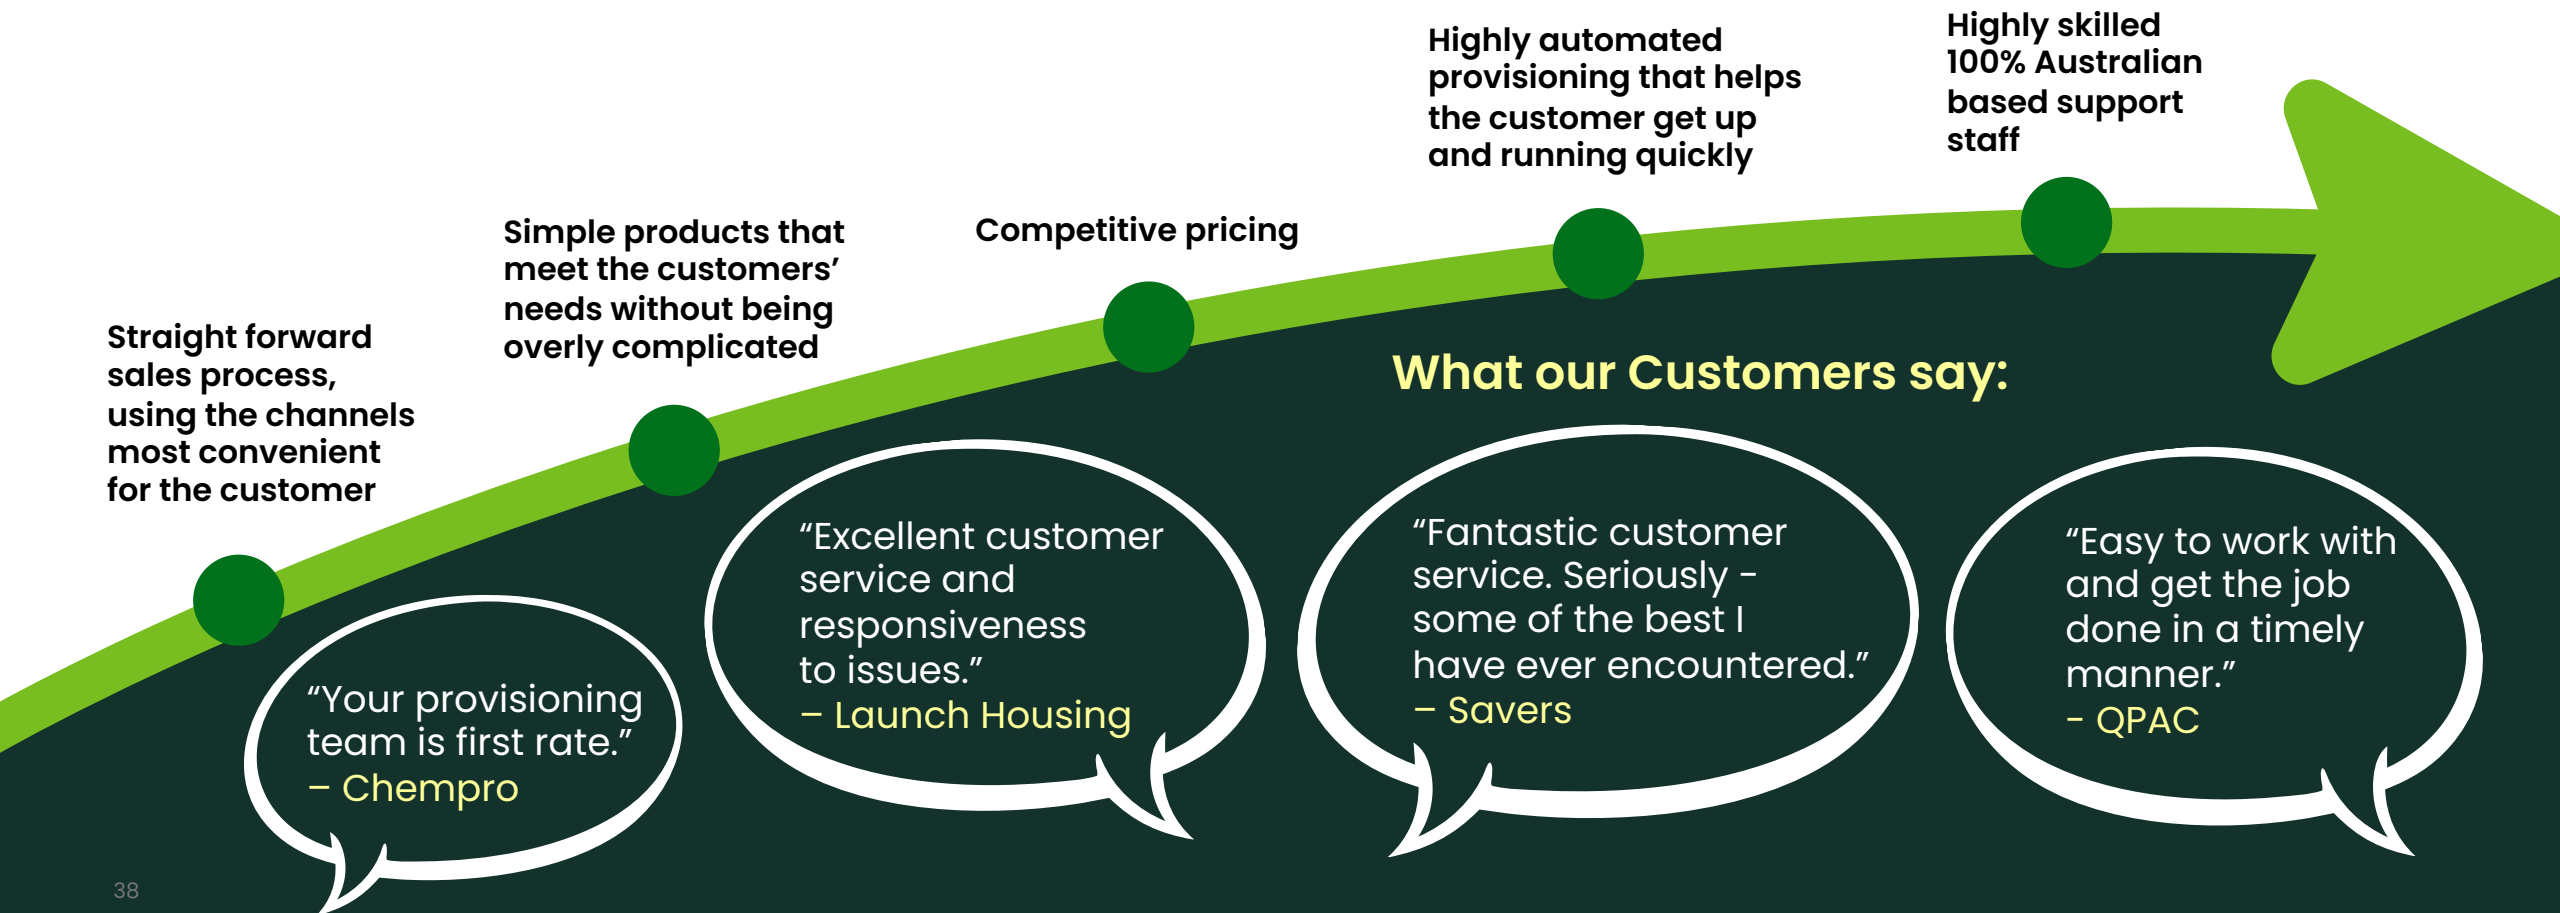 Straight forward
sales process,
using the channels
most convenient
for the customer
Simple products that
meet the customers’
needs without being
overly complicated
Competitive pricing
Highly automated
provisioning that helps
the customer get up
and running quickly
Highly skilled
100% Australian
based support
staff
What our Customers say:
“Your provisioning
team is first rate.”
– Chempro
“Excellent customer
service and
responsiveness
to issues.”
– Launch Housing
“Fantastic customer
service. Seriously -
some of the best I
have ever encountered.”
– Savers
“Easy to work with
and get the job
done in a timely
manner.”
- QPAC
38